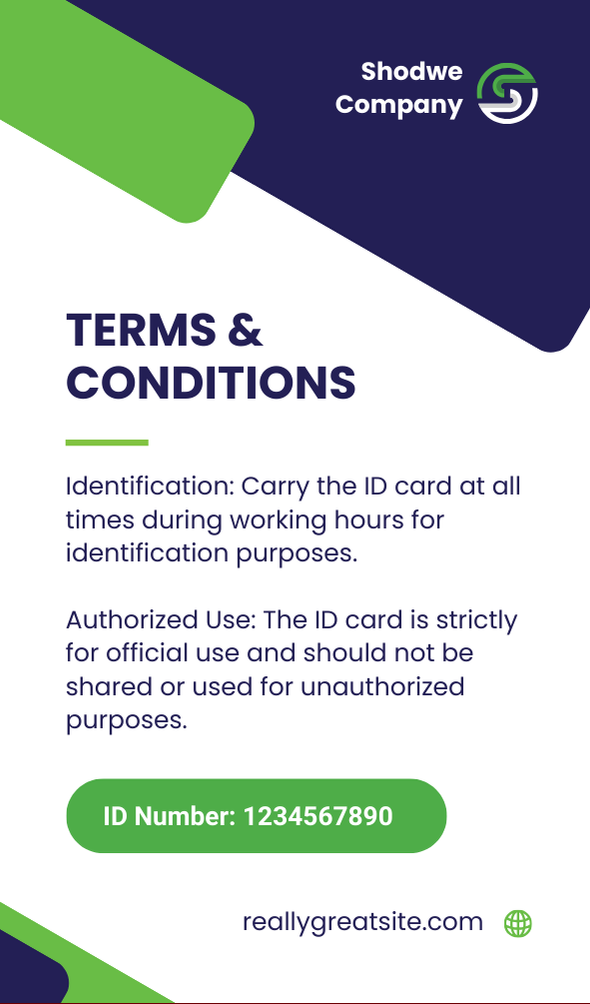 Shodwe
Company
TERMS &
CONDITIONS
Identification: Carry the ID card at all
times during working hours for
identification purposes.
Authorized Use: The ID card is strictly
for official use and should not be
shared or used for unauthorized
purposes.
ID Number: 1234567890
reallygreatsite.com